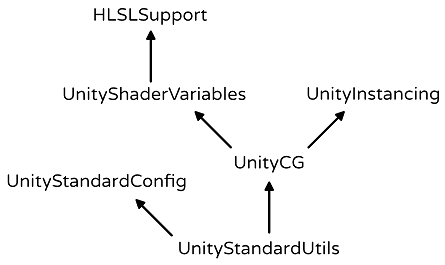 HLSLSupport
UnityShaderVariables
UnityInstancing
UnityCG
UnityStandardConfig
UnityStandardUtils